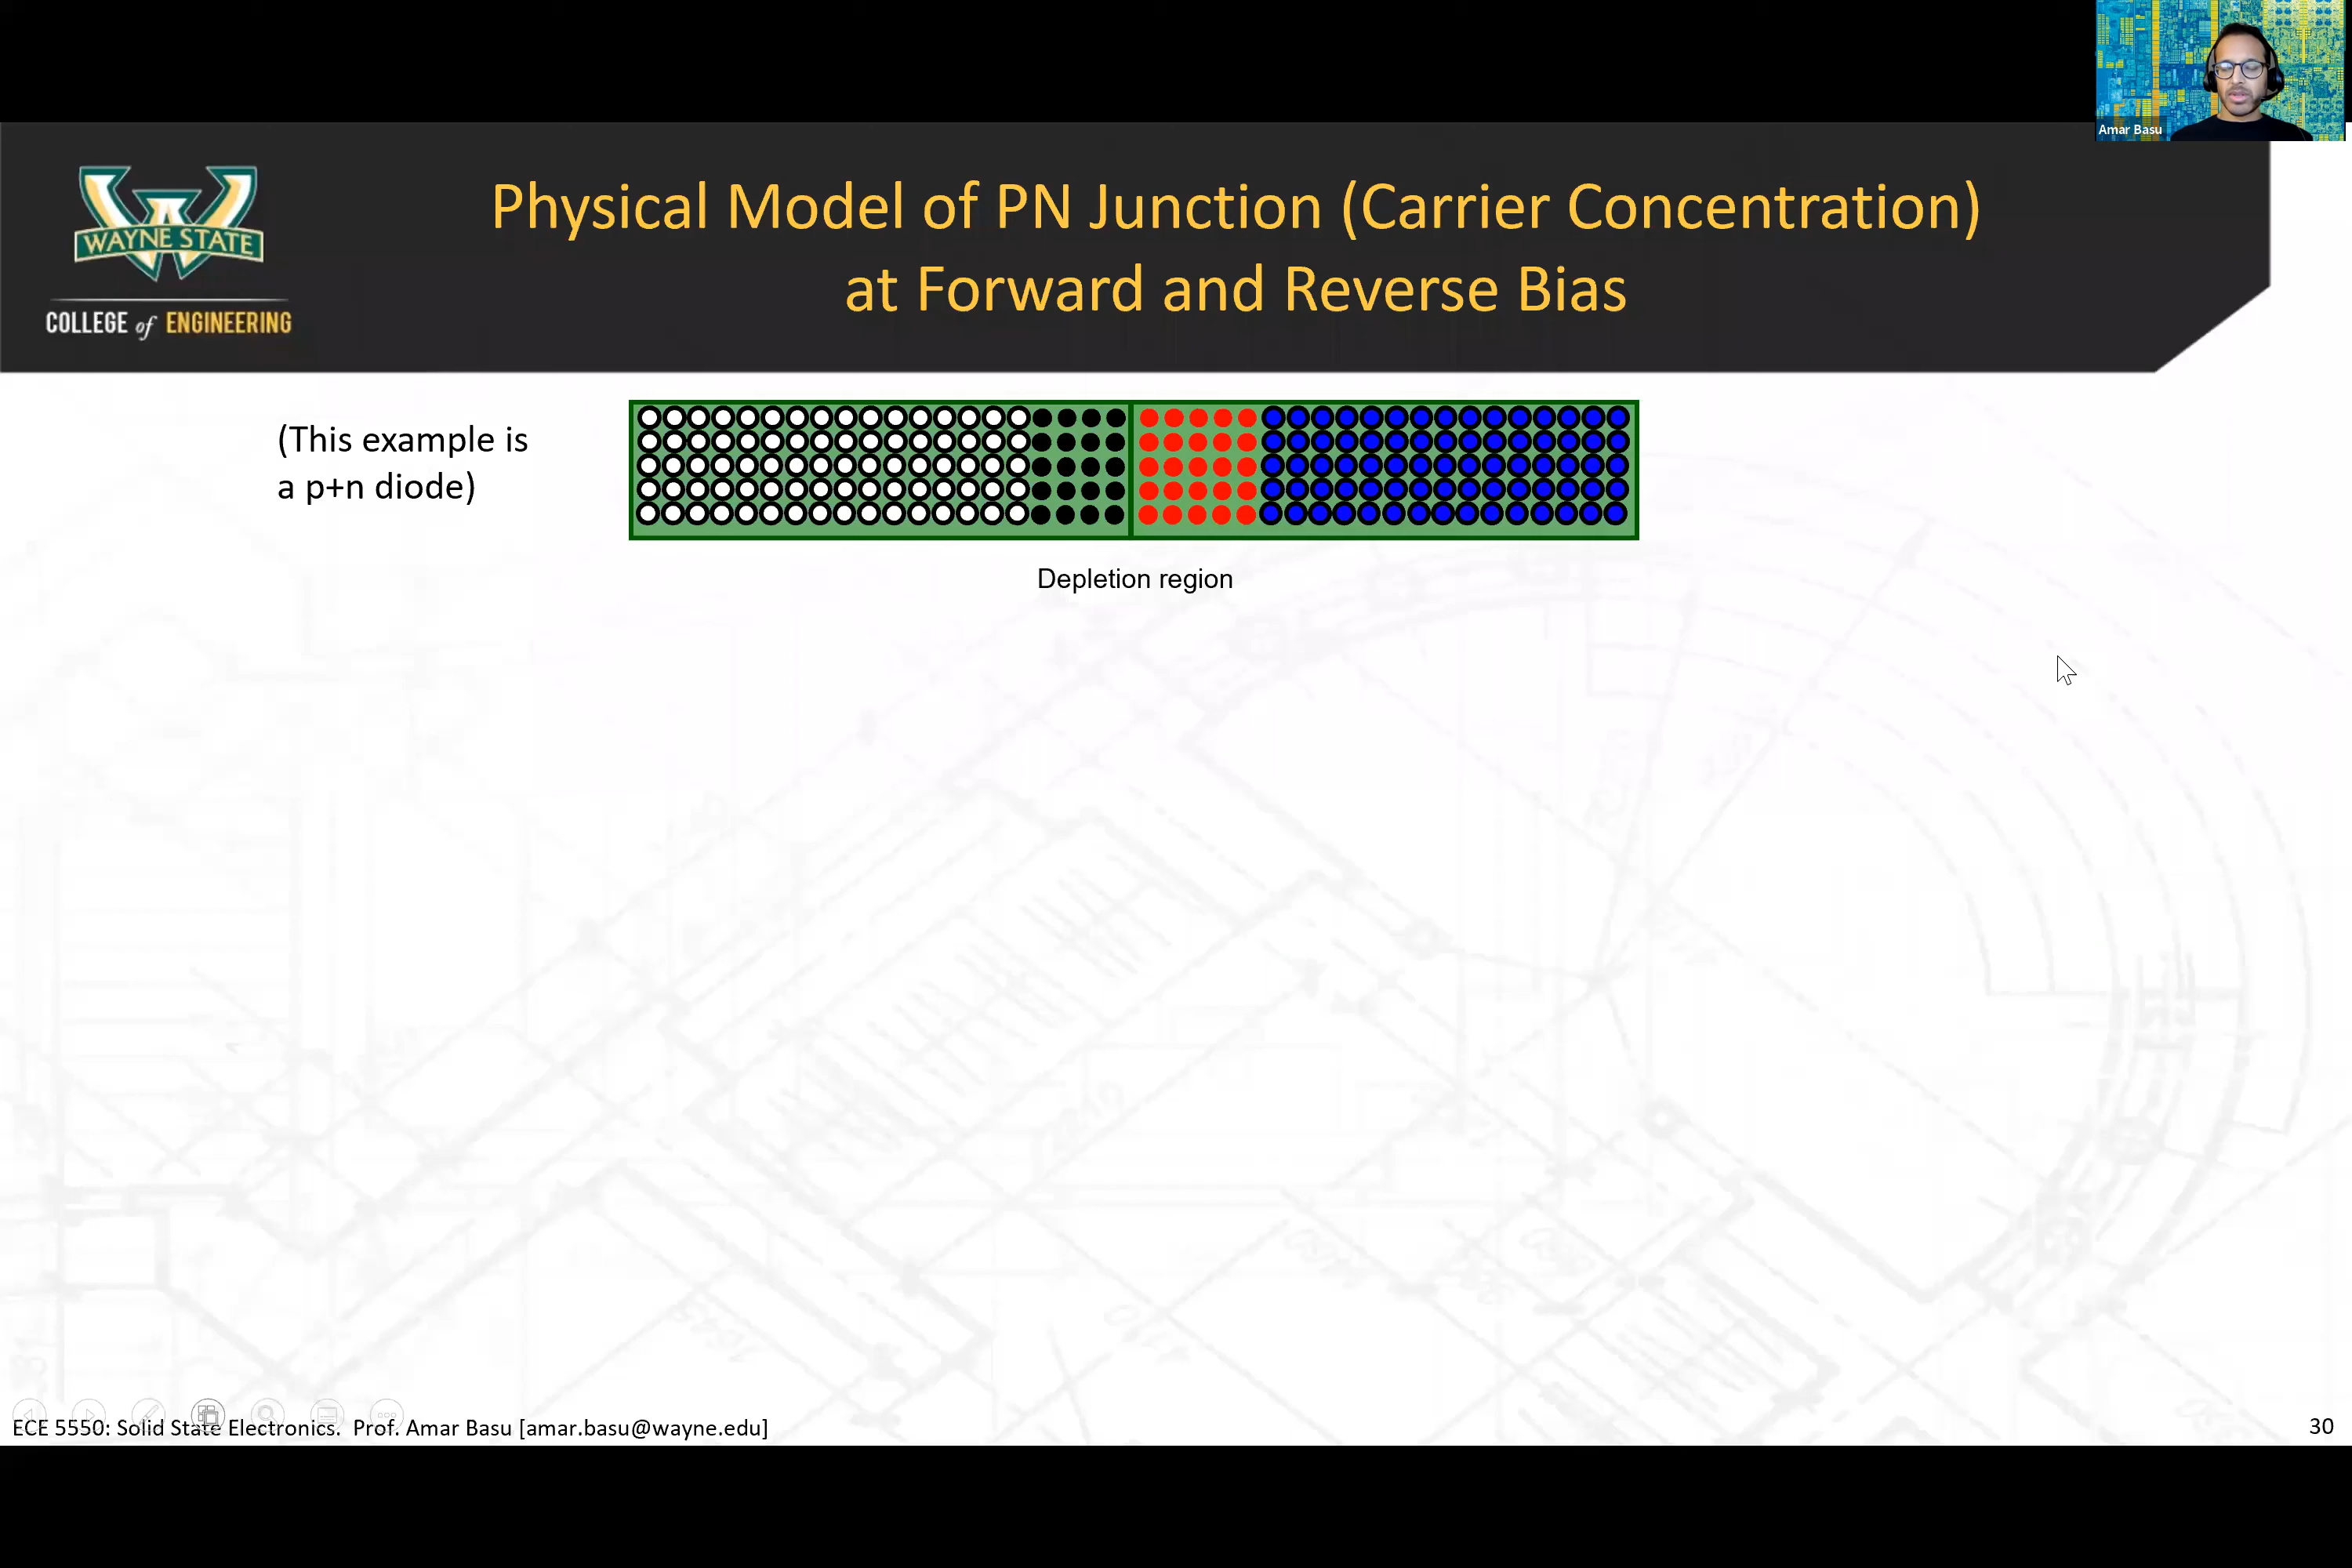 Amar Basu
WAYNE STATE
COLLEGE of ENGINEERING
Physical Model of PN Junction (Carrier Concentration)
at Forward and Reverse Bias
(This example is
a p+n diode)
Depletion region
ECE 5550: Solid State Electronics. Prof. Amar Basu [amar.basu@wayne.edu]
30